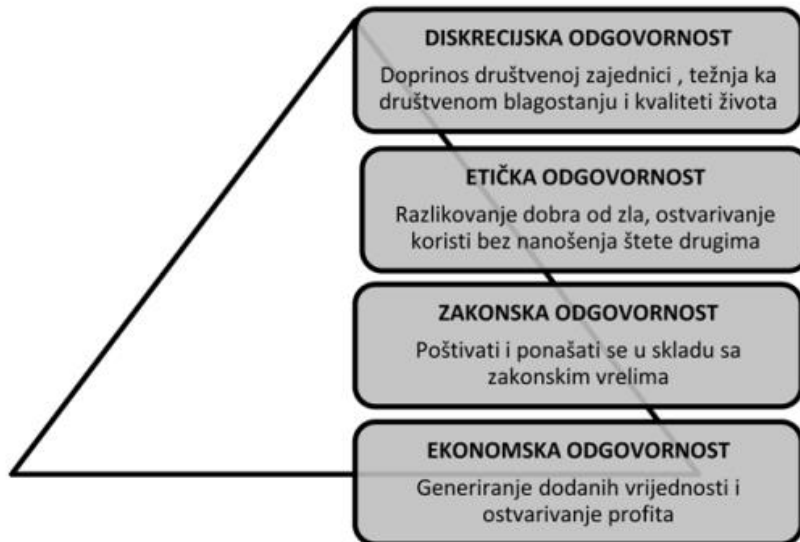 DISKRECIJSKA ODGOVORNOST
Doprinos društvenoj zajednici , težnja ka
društvenom blagostanju i kvaliteti života
ETIČKA ODGOVORNOST
Razlikovanje dobra od zla, ostvarivanje
koristi bez nanošenja štete drugima
ZAKONSKA ODGOVORNOST
Poštivati i ponašati se u skladu sa
zakonskim vrelima
EKONOMSKA ODGOVORNOST
Generiranje dodanih vrijednosti i
ostvarivanje profita